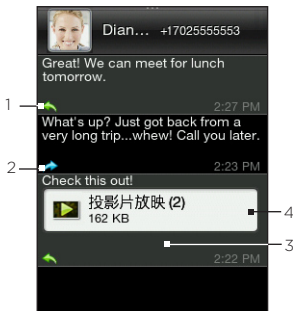 Dian... +17025555553
Great! We can meet for lunch
tomorrow.
1
2:27 PM
What's up? Just got back from a
very long trip...whew! Call you later.
2
2:23 PM
Check this out!
投影片放映 (2)
162 KB
4
3
2:22 PM